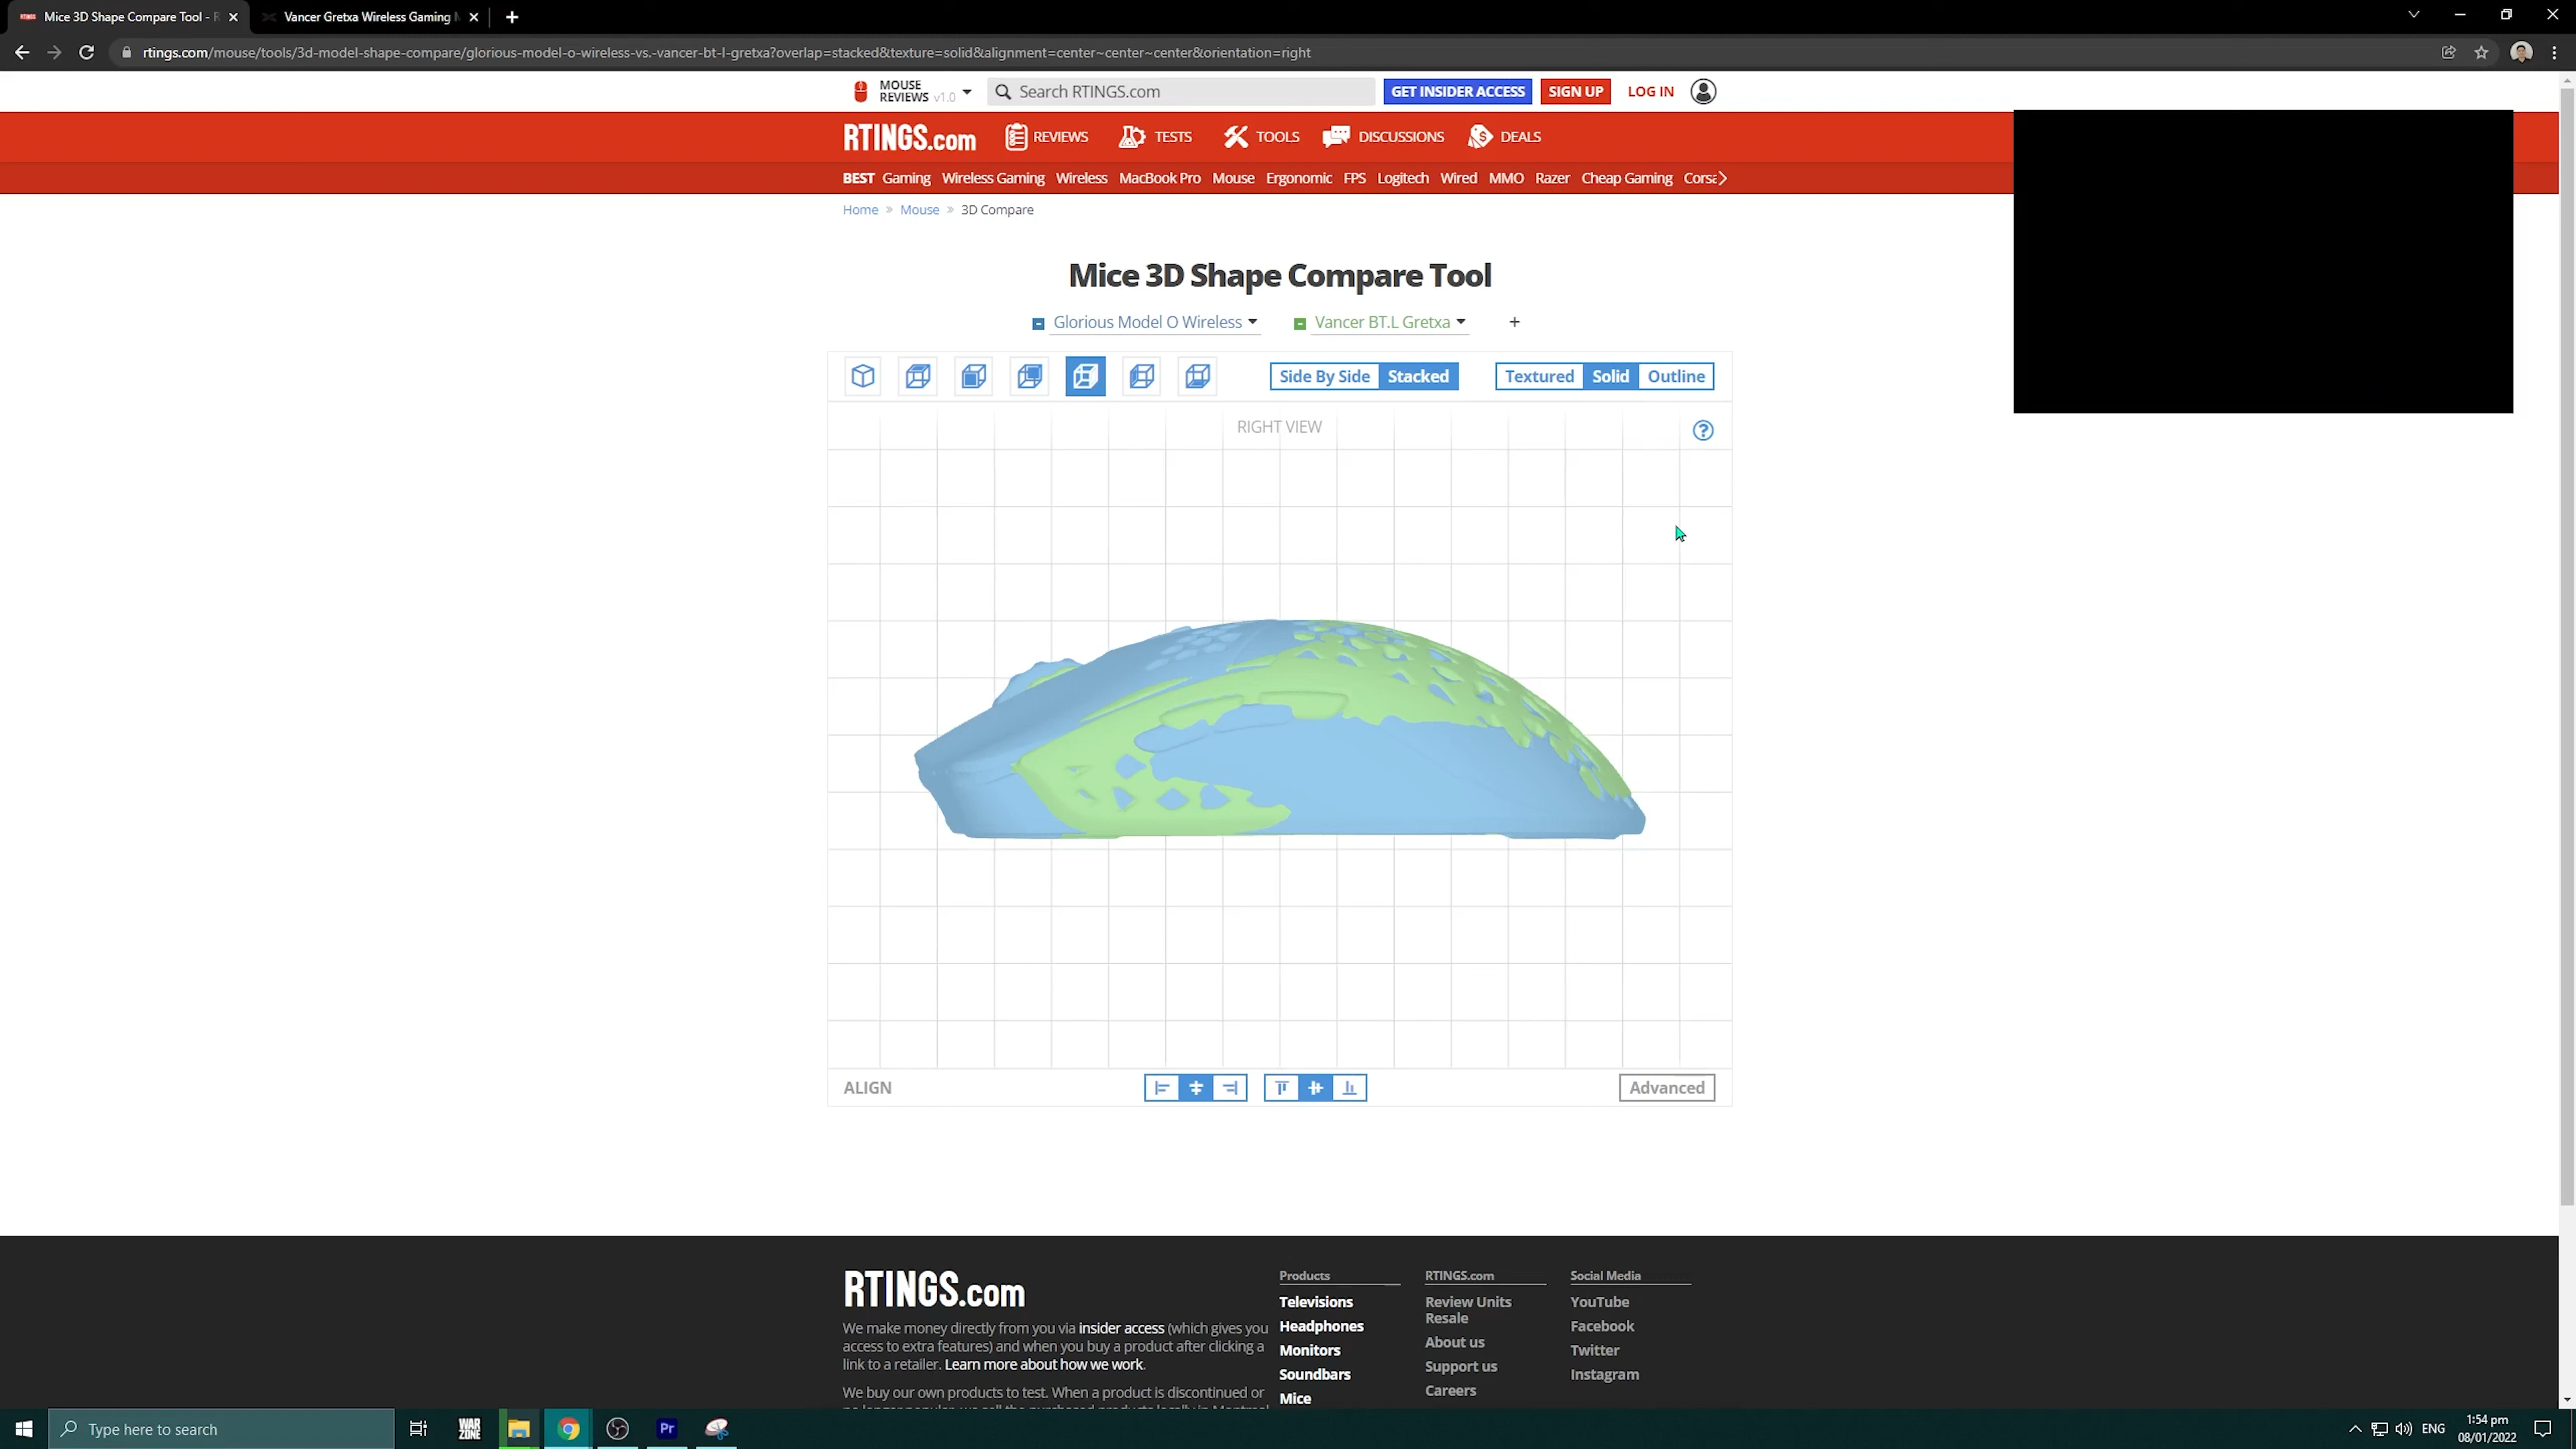 Mice 3D Shape Compare Tool - R
Vancer Gretxa Wireless Gaming M
rtings.com/mouse/tools/3d-model-shape-compare/glorious-model-o-wireless-vs.-vancer-bt-l-gretxa?overlap=stacked&texture=solid&alignment=center~center~center&orientation=right
MOUSE
REVIEWS v1.0
Search RTINGS.com
GET INSIDER ACCESS
SIGN UP
LOG IN
RTINGS.com
REVIEWS
TESTS
TOOLS
DISCUSSIONS
DEALS
BEST Gaming Wireless Gaming Wireless MacBook Pro Mouse Ergonomic FPS Logitech Wired MMO Razer Cheap Gaming Corsa
Home » Mouse » 3D Compare
Mice 3D Shape Compare Tool
Glorious Model O Wireless
Vancer BT.L Gretxa
+
Side By Side Stacked
Textured Solid Outline
RIGHT VIEW
?
ALIGN
Advanced
RTINGS.com
We make money directly from you via insider access (which gives you
access to extra features) and when you buy a product after clicking a
link to a retailer. Learn more about how we work.
We buy our own products to test. When a product is discontinued or
Products
Televisions
Headphones
Monitors
Soundbars
Mice
RTINGS.com
Review Units
Resale
About us
Support us
Careers
Social Media
YouTube
Facebook
Twitter
Instagram
Type here to search
WAR
ZONE
Pr
ENG
1:54 pm
08/01/2022